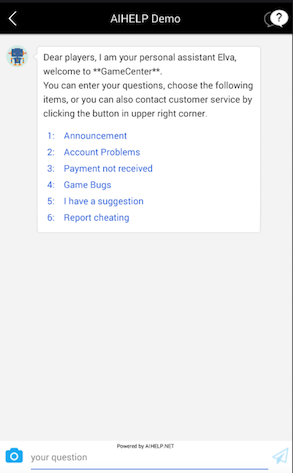 AIHELP Demo
?
Dear players, I am your personal assistant Elva,
welcome to **GameCenter**.
You can enter your questions, choose the following
items, or you can also contact customer service by
clicking the button in upper right corner.
1: Announcement
2: Account Problems
3: Payment not received
4: Game Bugs
5: I have a suggestion
6: Report cheating
Powered by AIHELP.NET
your question